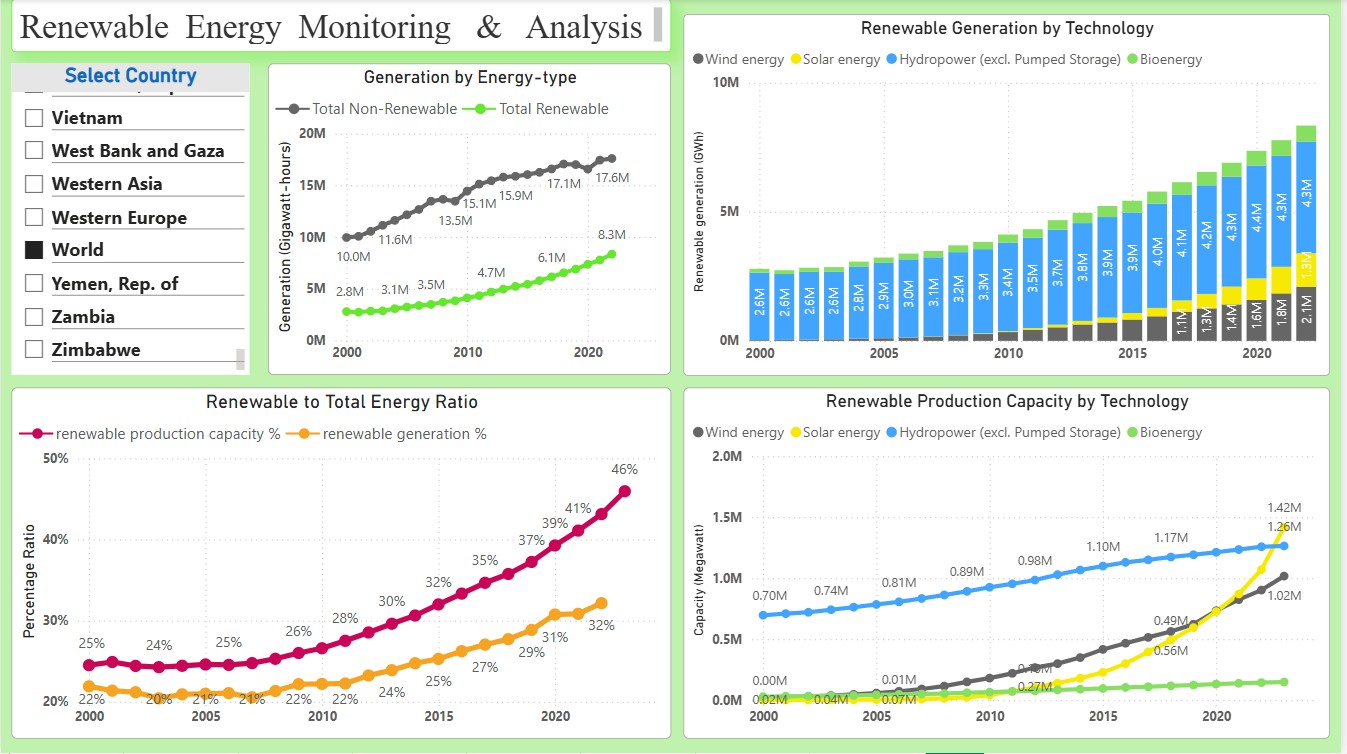 Renewable Energy Monitoring & Analysis
Select Country
Vietnam
West Bank and Gaza
Western Asia
Western Europe
World
Yemen, Rep. of
Zambia
Zimbabwe
Generation by Energy-type
Total Non-Renewable Total Renewable
Generation (Gigawatt-hours)
20M
15M
10M
5M
0M
10.0M
11.6M
13.5M
15.1M
15.9M
17.1M
17.6M
2.8M
3.1M
3.5M
4.7M
6.1M
8.3M
2000 2010 2020
Renewable Generation by Technology
Wind energy Solar energy Hydropower (excl. Pumped Storage) Bioenergy
Renewable generation (GWh)
10M
5M
0M
2.6M 2.6M 2.6M 2.6M 2.8M 2.9M 3.0M 3.1M 3.2M 3.3M 3.4M 3.5M 3.7M 3.8M 3.9M 3.9M 4.0M 4.1M 4.2M 4.3M 4.4M 4.3M 4.3M
1.3M
1.1M 1.3M 1.4M 1.6M 1.8M 2.1M
2000 2005 2010 2015 2020
Renewable to Total Energy Ratio
renewable production capacity % renewable generation %
Percentage Ratio
50%
40%
30%
20%
25% 24% 25% 26% 28% 30% 32% 35% 37% 39% 41% 46%
22% 20% 21% 21% 22% 22% 24% 25% 27% 29% 31% 32%
2000 2005 2010 2015 2020
Renewable Production Capacity by Technology
Wind energy Solar energy Hydropower (excl. Pumped Storage) Bioenergy
Capacity (Megawatt)
2.0M
1.5M
1.0M
0.5M
0.0M
0.70M 0.74M 0.81M 0.89M 0.98M 1.10M 1.17M 1.26M
1.42M
1.02M
0.49M
0.56M
0.27M
0.00M 0.01M
0.02M 0.04M 0.07M
2000 2005 2010 2015 2020